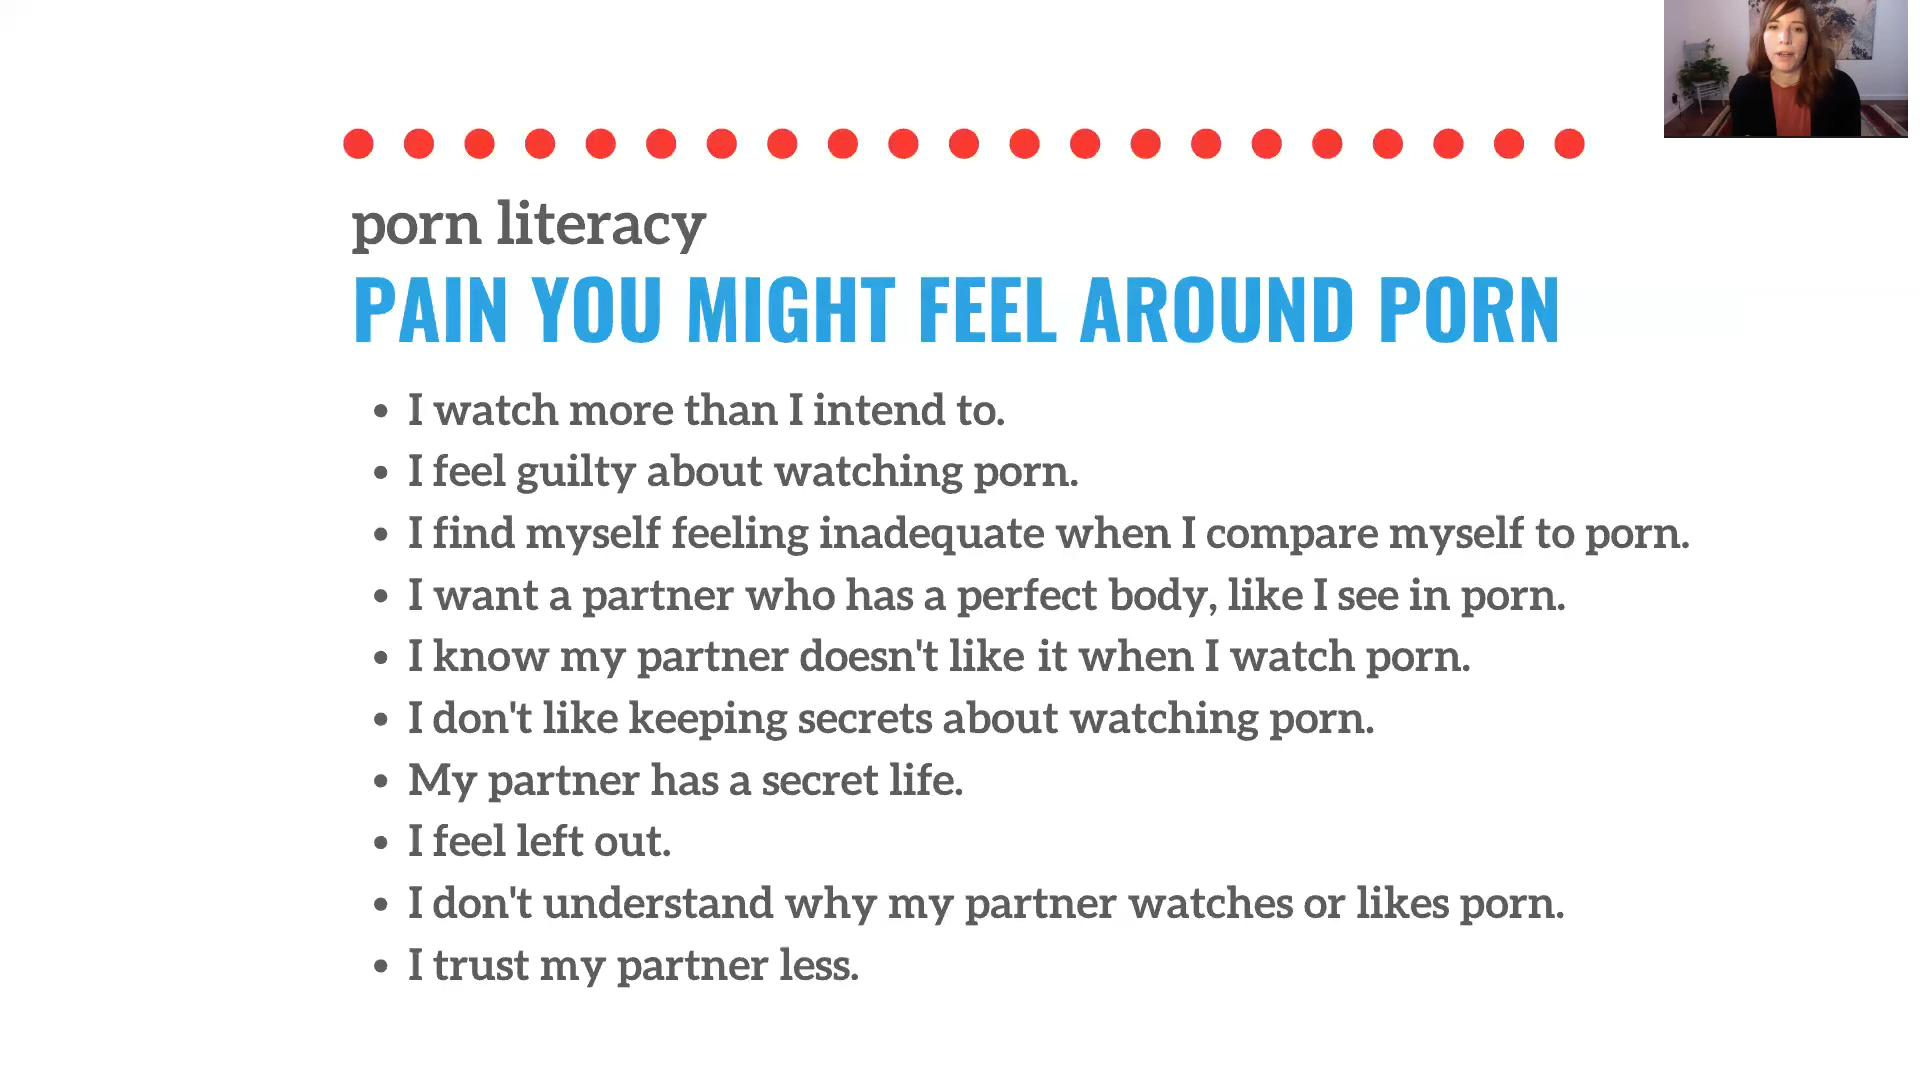 porn literacy
PAIN YOU MIGHT FEEL AROUND PORN
• I watch more than I intend to.
• I feel guilty about watching porn.
• I find myself feeling inadequate when I compare myself to porn.
• I want a partner who has a perfect body, like I see in porn.
• I know my partner doesn't like it when I watch porn.
• I don't like keeping secrets about watching porn.
• My partner has a secret life.
• I feel left out.
• I don't understand why my partner watches or likes porn.
• I trust my partner less.